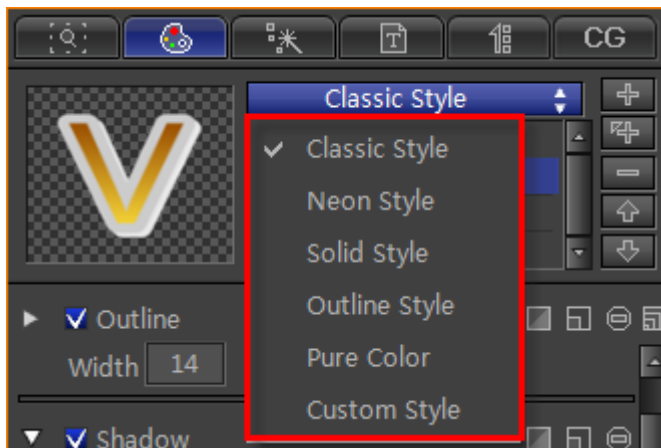 CG
Classic Style
V
Classic Style
Neon Style
Solid Style
Outline Style
Pure Color
Custom Style
Outline
Width 14
Shadow